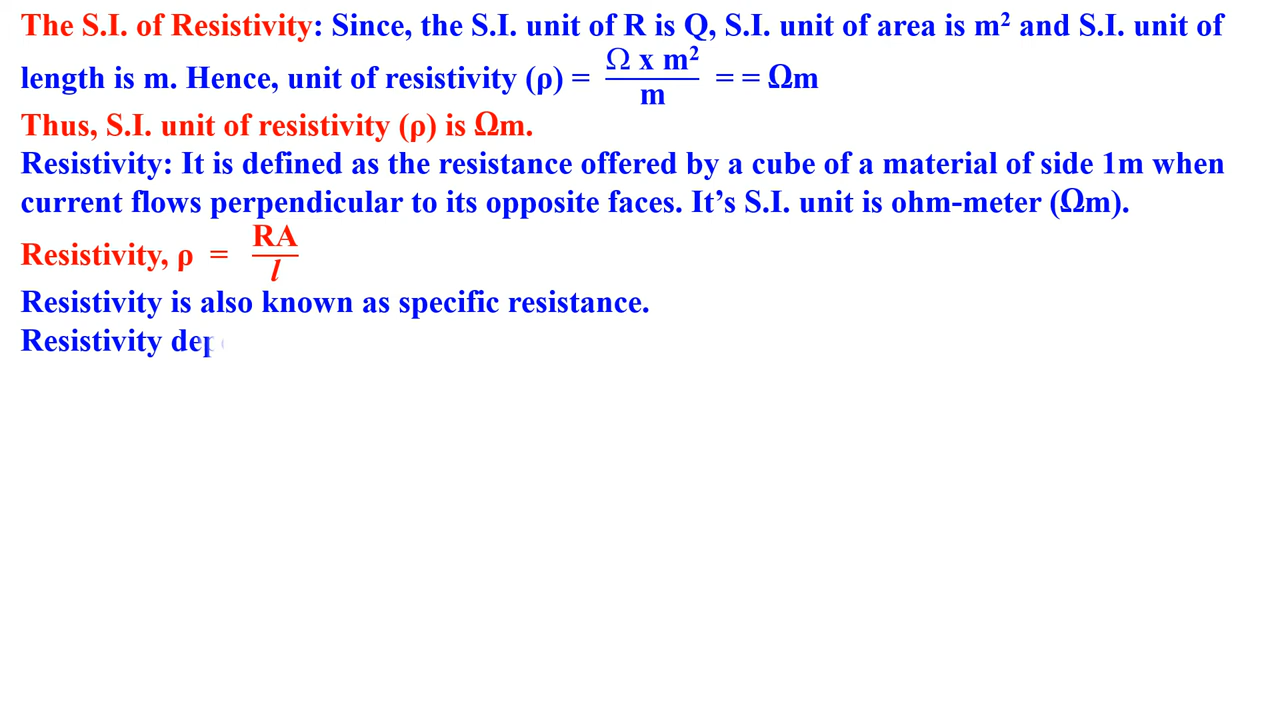 The S.I. of Resistivity: Since, the S.I. unit of R is Q, S.I. unit of area is m² and S.I. unit of
length is m. Hence, unit of resistivity (ρ) = Ω x m² / m = = Ωm
Thus, S.I. unit of resistivity (ρ) is Ωm.
Resistivity: It is defined as the resistance offered by a cube of a material of side 1m when
current flows perpendicular to its opposite faces. It’s S.I. unit is ohm-meter (Ωm).
Resistivity, ρ = RA / l
Resistivity is also known as specific resistance.
Resistivity dep